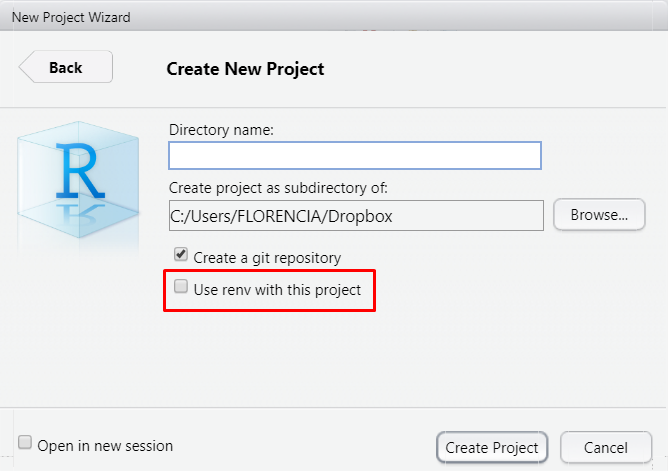 New Project Wizard
Back
Create New Project
R
Directory name:
Create project as subdirectory of:
C:/Users/FLORENCIA/Dropbox
Browse...
Create a git repository
Use renv with this project
Open in new session
Create Project
Cancel